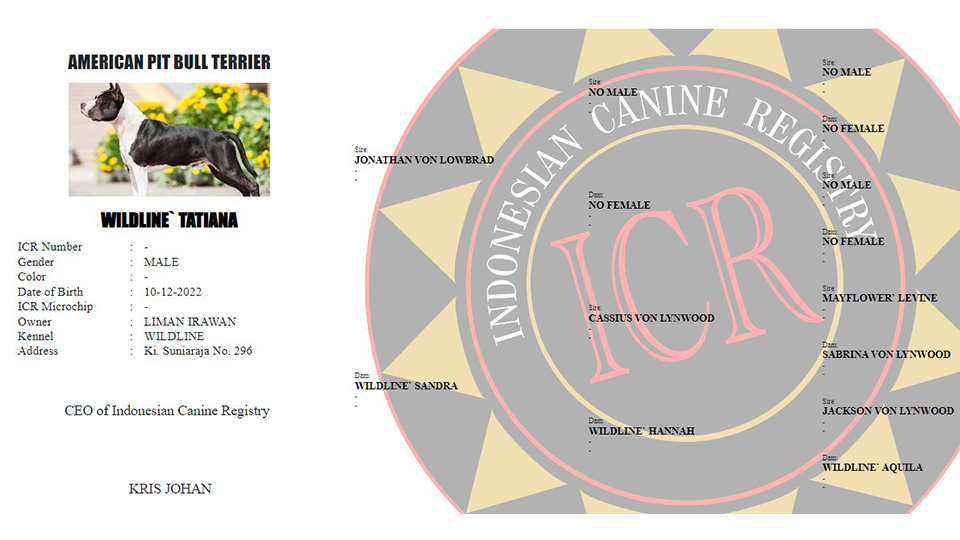 AMERICAN PIT BULL TERRIER
WILDLINE` TATIANA
ICR Number : -
Gender : MALE
Color : -
Date of Birth : 10-12-2022
ICR Microchip : -
Owner : LIMAN IRAWAN
Kennel : WILDLINE
Address : Ki. Suniaraja No. 296
CEO of Indonesian Canine Registry
KRIS JOHAN
INDONESIAN CANINE REGISTRY
ICR
Sire:
JONATHAN VON LOWBRAD
-
-
Dam:
WILDLINE` SANDRA
-
-
Sire:
NO MALE
-
-
Dam:
NO FEMALE
-
-
Sire:
CASSIUS VON LYNWOOD
-
-
Dam:
WILDLINE` HANNAH
-
-
Sire:
NO MALE
-
-
Dam:
NO FEMALE
-
-
Sire:
NO MALE
-
-
Dam:
NO FEMALE
-
-
Sire:
MAYFLOWER` LEVINE
-
-
Dam:
SABRINA VON LYNWOOD
-
-
Sire:
JACKSON VON LYNWOOD
-
-
Dam:
WILDLINE` AQUILA
-
-